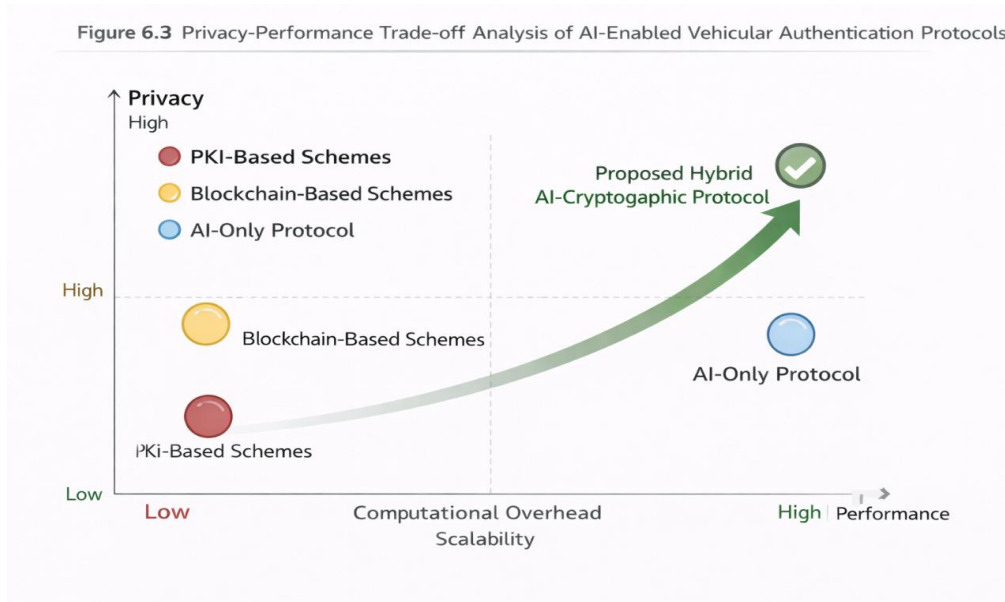 Figure 6.3 Privacy-Performance Trade-off Analysis of AI-Enabled Vehicular Authentication Protocols
Privacy
High
PKI-Based Schemes
Blockchain-Based Schemes
AI-Only Protocol
Proposed Hybrid
AI-Cryptogaphic Protocol
High
Blockchain-Based Schemes
AI-Only Protocol
PKi-Based Schemes
Low
Low
Computational Overhead
Scalability
High
Performance